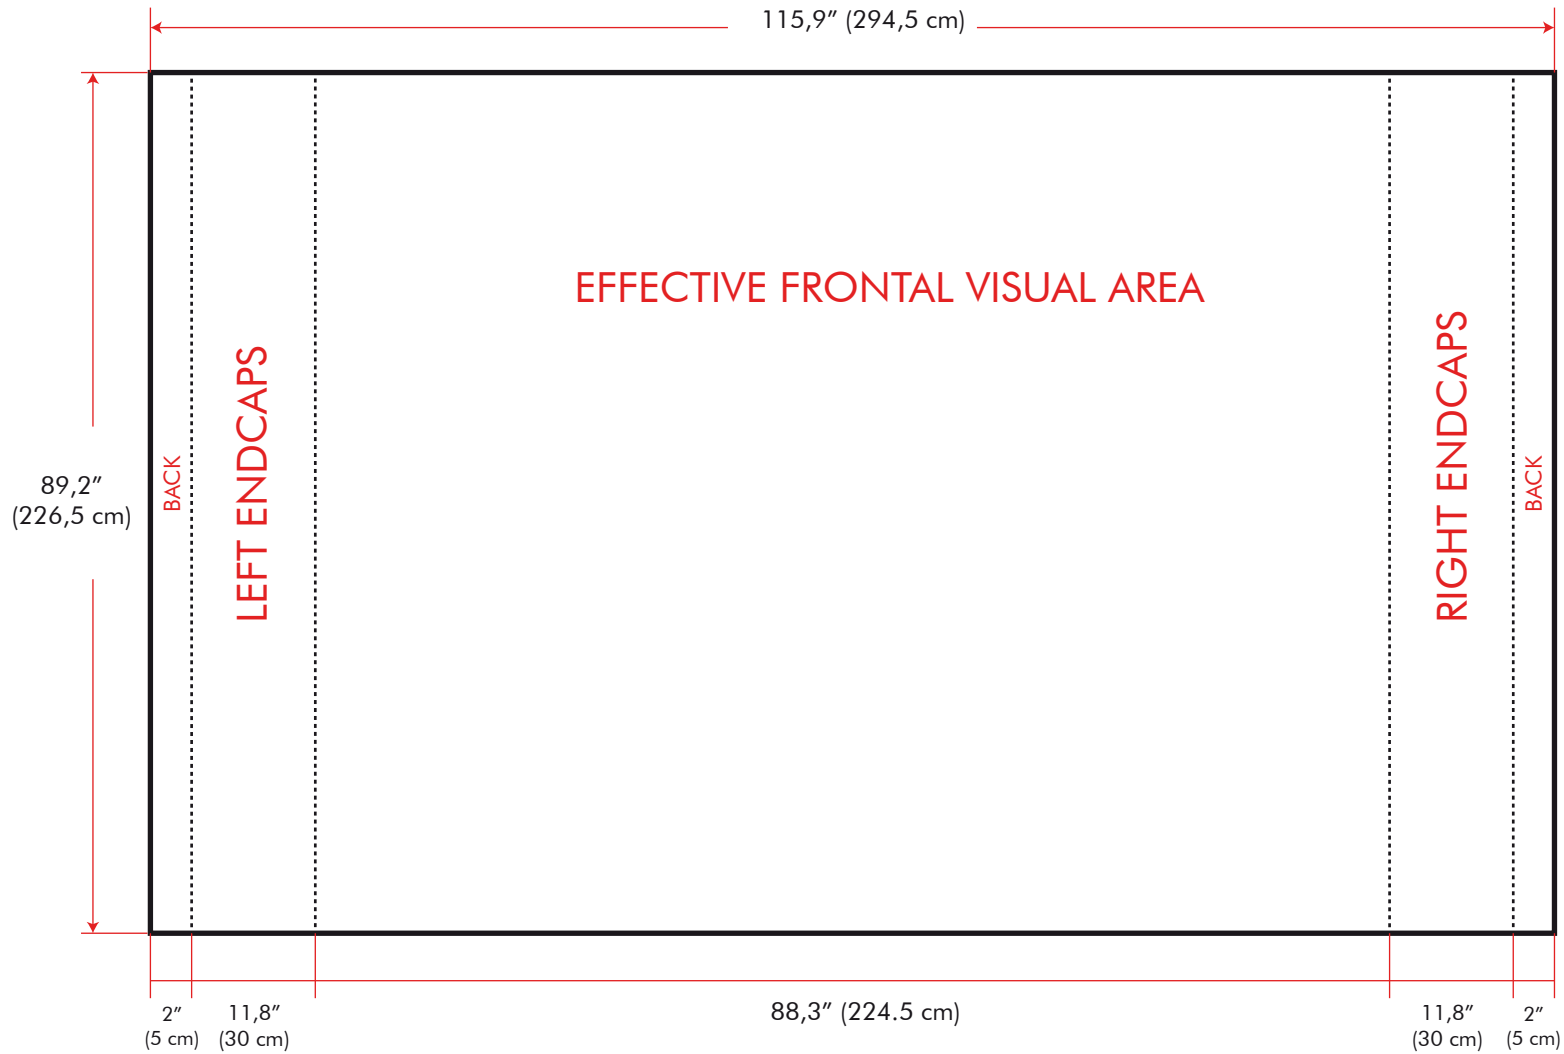 115,9” (294,5 cm)
EFFECTIVE FRONTAL VISUAL AREA
89,2”
(226,5 cm)
BACK
LEFT ENDCAPS
RIGHT ENDCAPS
BACK
2”
(5 cm)
11,8”
(30 cm)
88,3” (224.5 cm)
11,8”
(30 cm)
2”
(5 cm)